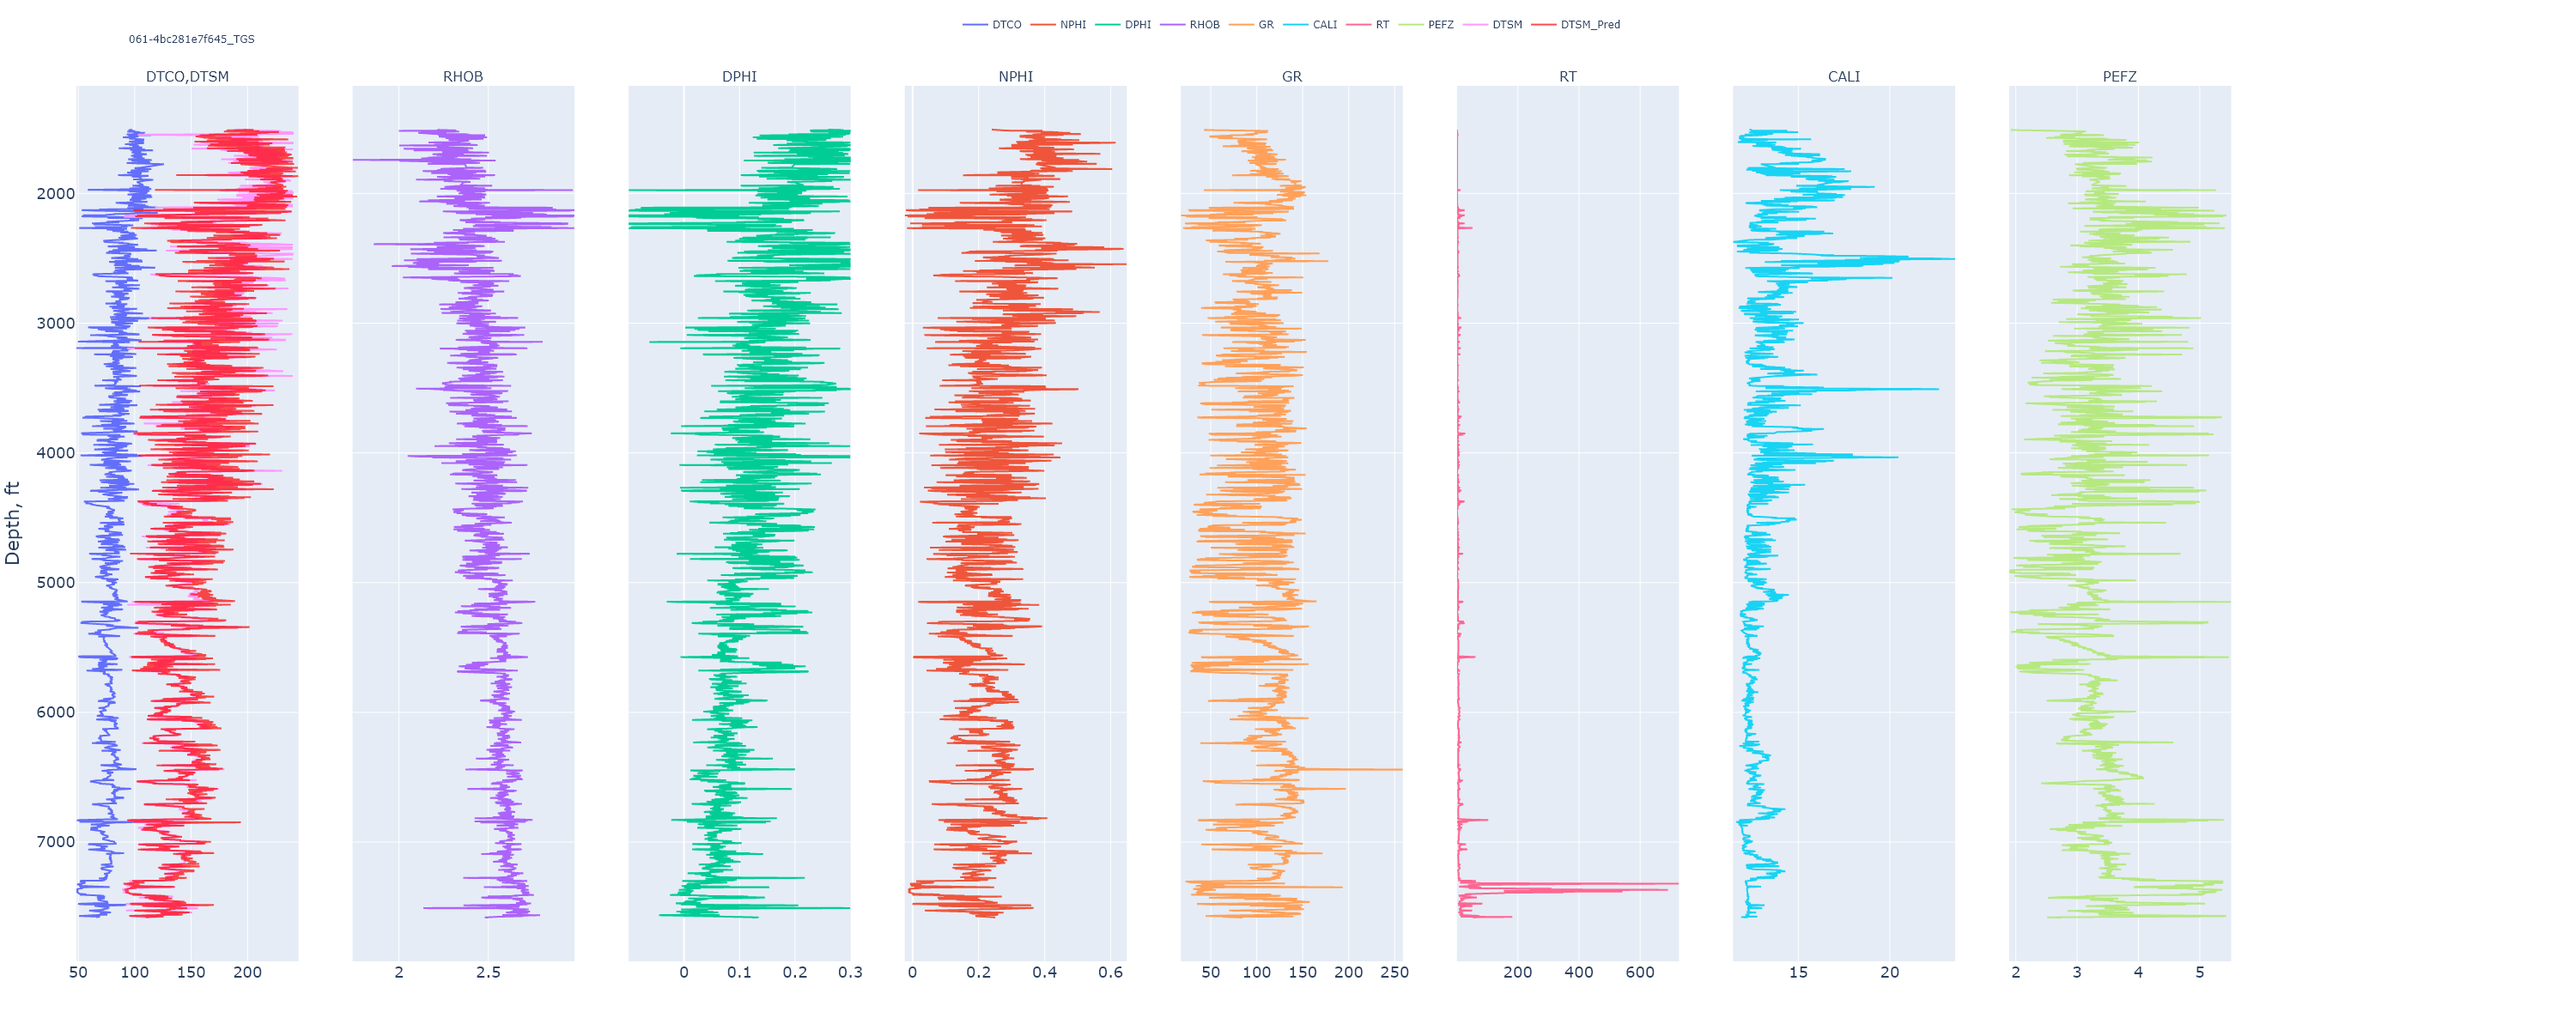 DTCO NPHI DPHI RHOB GR CALI RT PEFZ DTSM DTSM_Pred
061-4bc281e7f645_TGS
DTCO,DTSM RHOB DPHI NPHI GR RT CALI PEFZ
2000
3000
4000
Depth, ft
5000
6000
7000
50 100 150 200 2 2.5 0 0.1 0.2 0.3 0 0.2 0.4 0.6 50 100 150 200 250 200 400 600 15 20 2 3 4 5